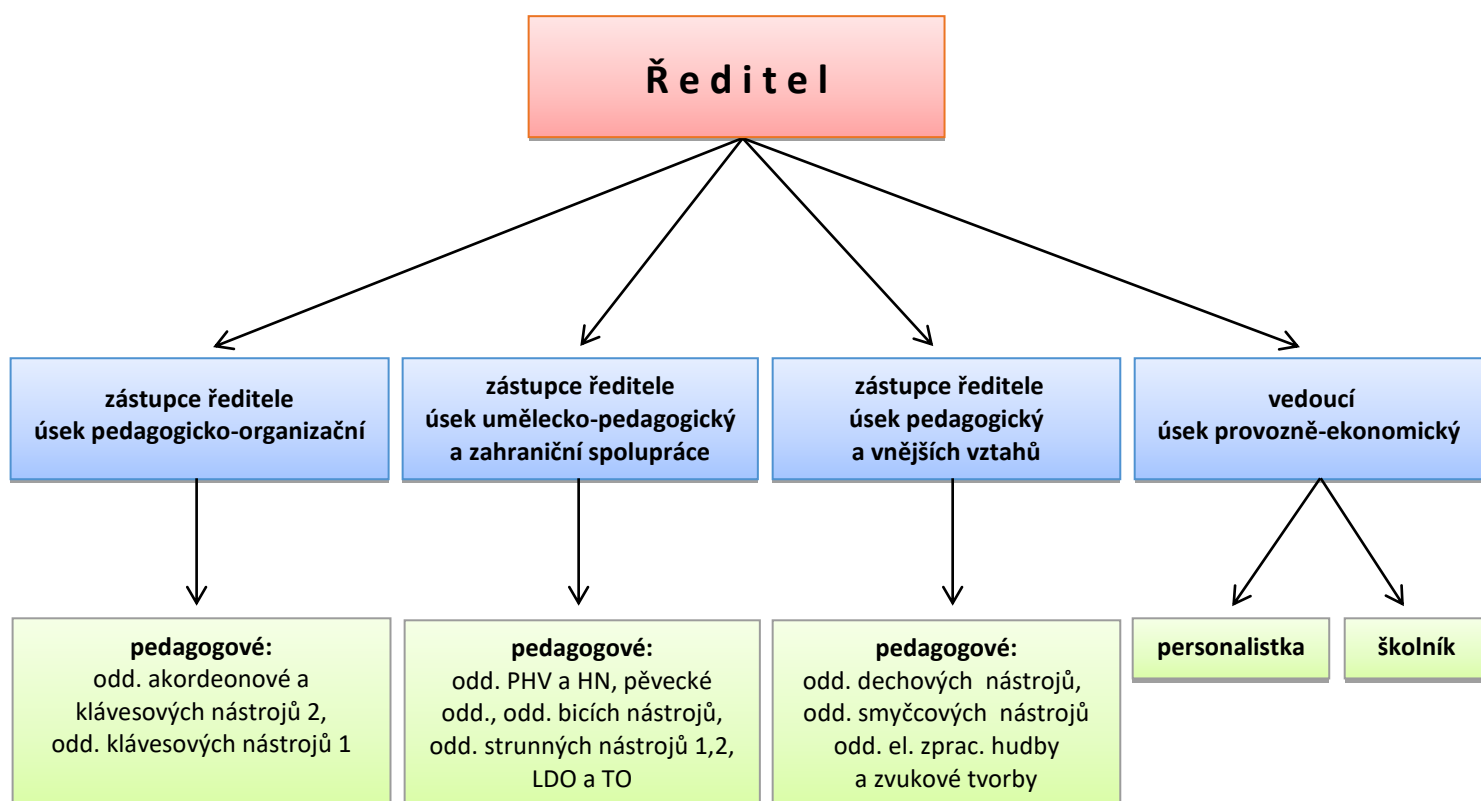 Ředitel
zástupce ředitele
úsek pedagogicko-organizační
zástupce ředitele
úsek umělecko-pedagogický
a zahraniční spolupráce
zástupce ředitele
úsek pedagogický
a vnějších vztahů
vedoucí
úsek provozně-ekonomický
pedagogové:
odd. akordeonové a
klávesových nástrojů 2,
odd. klávesových nástrojů 1
pedagogové:
odd. PHV a HN, pěvecké
odd., odd. bicích nástrojů,
odd. strunných nástrojů 1,2,
LDO a TO
pedagogové:
odd. dechových nástrojů,
odd. smyčcových nástrojů
odd. el. zprac. hudby
a zvukové tvorby
personalistka
školník